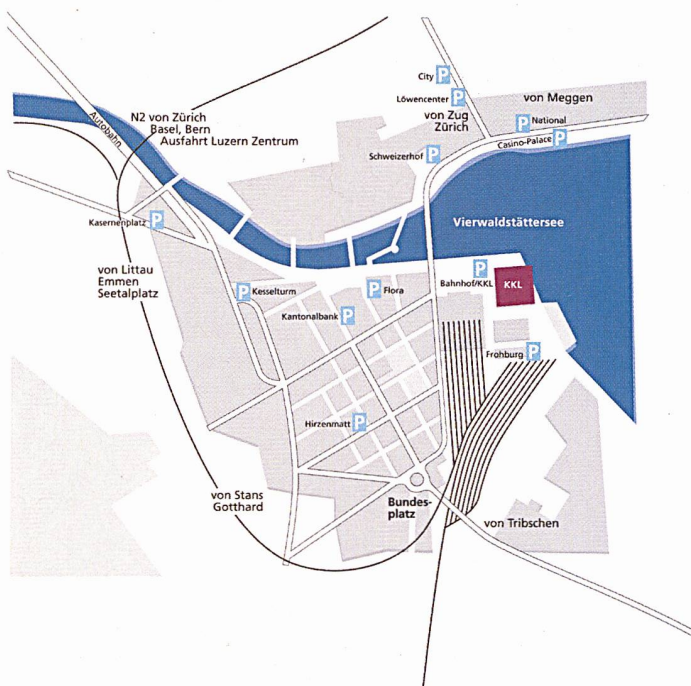 City P
Löwencenter P
von Meggen
von Zug
Zürich
P National
Casino-Palace P
N2 von Zürich
Basel, Bern
Ausfahrt Luzern Zentrum
Autobahn
Schweizerhof P
Kasernenplatz P
Vierwaldstättersee
von Littau
Emmen
Seetalplatz
P Kesselturm
P Flora
P
Bahnhof/KKL
KKL
Kantonalbank P
Frohburg P
Hirzenmatt P
von Stans
Gotthard
Bundes-
platz
von Tribschen